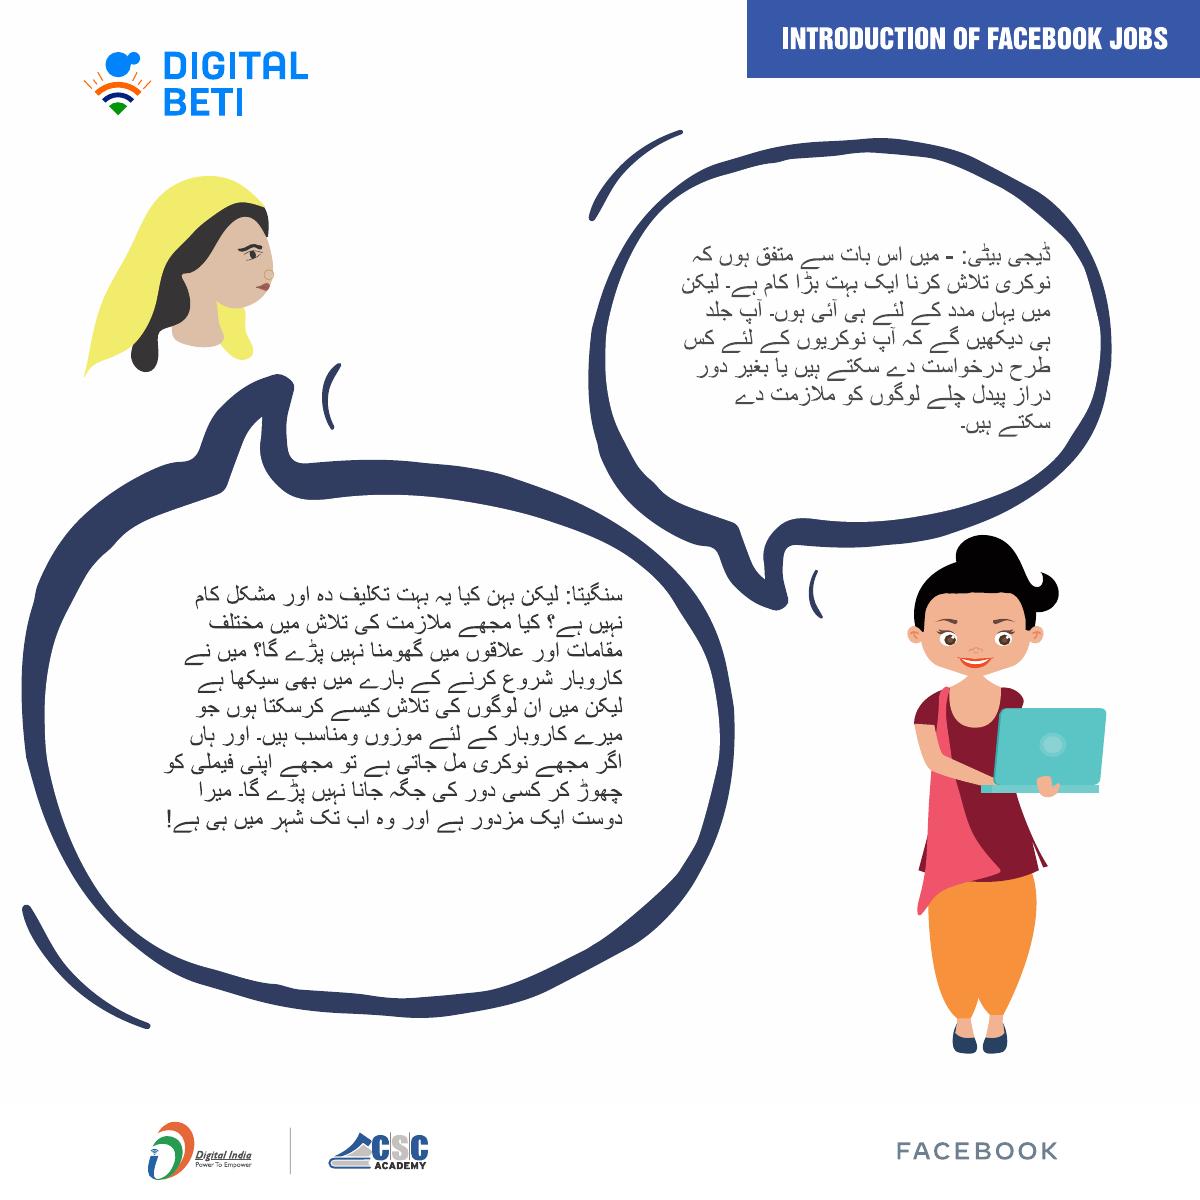 INTRODUCTION OF FACEBOOK JOBS
DIGITAL
BETI
ڈیجی بیٹی: - میں اس بات سے متفق ہوں کہ
نوکری تلاش کرنا ایک بہت بڑا کام ہے۔ لیکن
میں یہاں مدد کے لئے ہی آئی ہوں۔ آپ جلد
ہی دیکھیں گے کہ آپ نوکریوں کے لئے کس
طرح درخواست دے سکتے ہیں یا بغیر دور
دراز پیدل چلے لوگوں کو ملازمت دے
سکتے ہیں۔
سنگیتا: لیکن بہن کیا یہ بہت تکلیف دہ اور مشکل کام
نہیں ہے؟ کیا مجھے ملازمت کی تلاش میں مختلف
مقامات اور علاقوں میں گھومنا نہیں پڑے گا؟ میں نے
کاروبار شروع کرنے کے بارے میں بھی سیکھا ہے
لیکن میں ان لوگوں کی تلاش کیسے کرسکتا ہوں جو
میرے کاروبار کے لئے موزوں ومناسب ہیں۔ اور ہاں
اگر مجھے نوکری مل جاتی ہے تو مجھے اپنی فیملی کو
چھوڑ کر کسی دور کی جگہ جانا نہیں پڑے گا۔ میرا
دوست ایک مزدور ہے اور وہ اب تک شہر میں ہی ہے!
Digital India
Power To Empower
CSC
ACADEMY
FACEBOOK